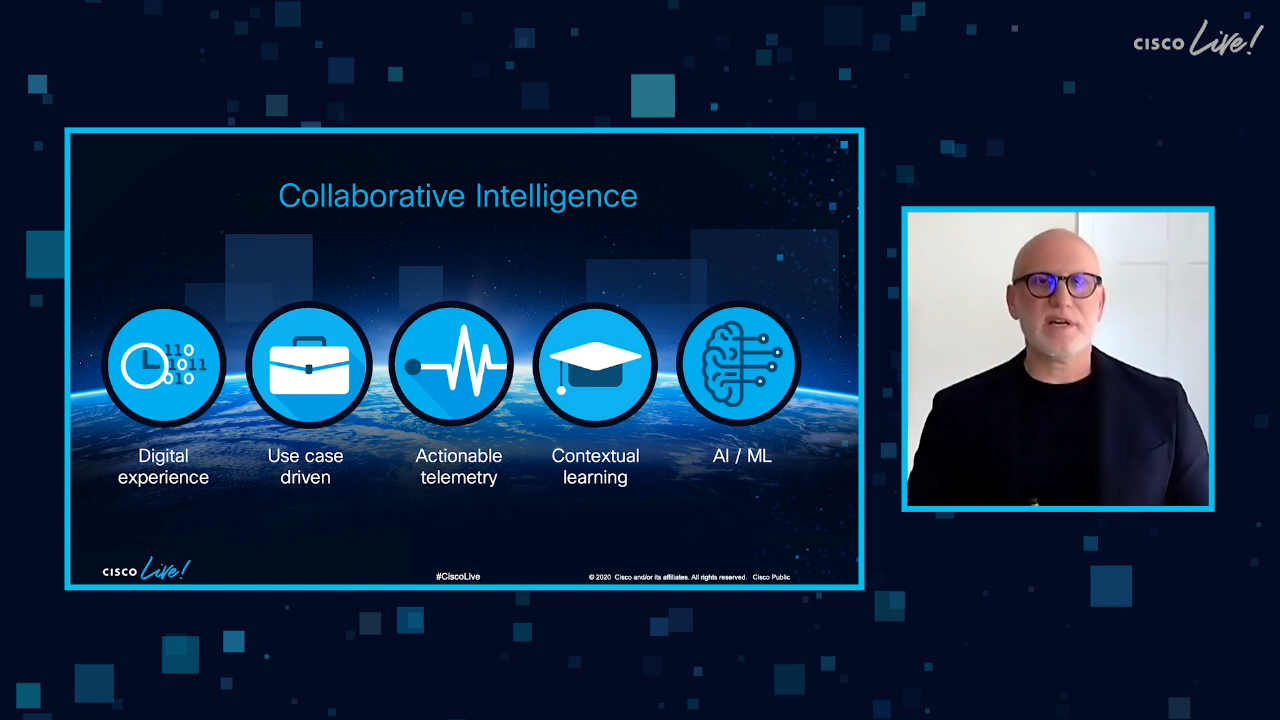 CISCO Live!
Collaborative Intelligence
110
1011
010
Digital
experience
Use case
driven
Actionable
telemetry
Contextual
learning
AI / ML
CISCO Live!
#CiscoLive
© 2020 Cisco and/or its affiliates. All rights reserved. Cisco Public